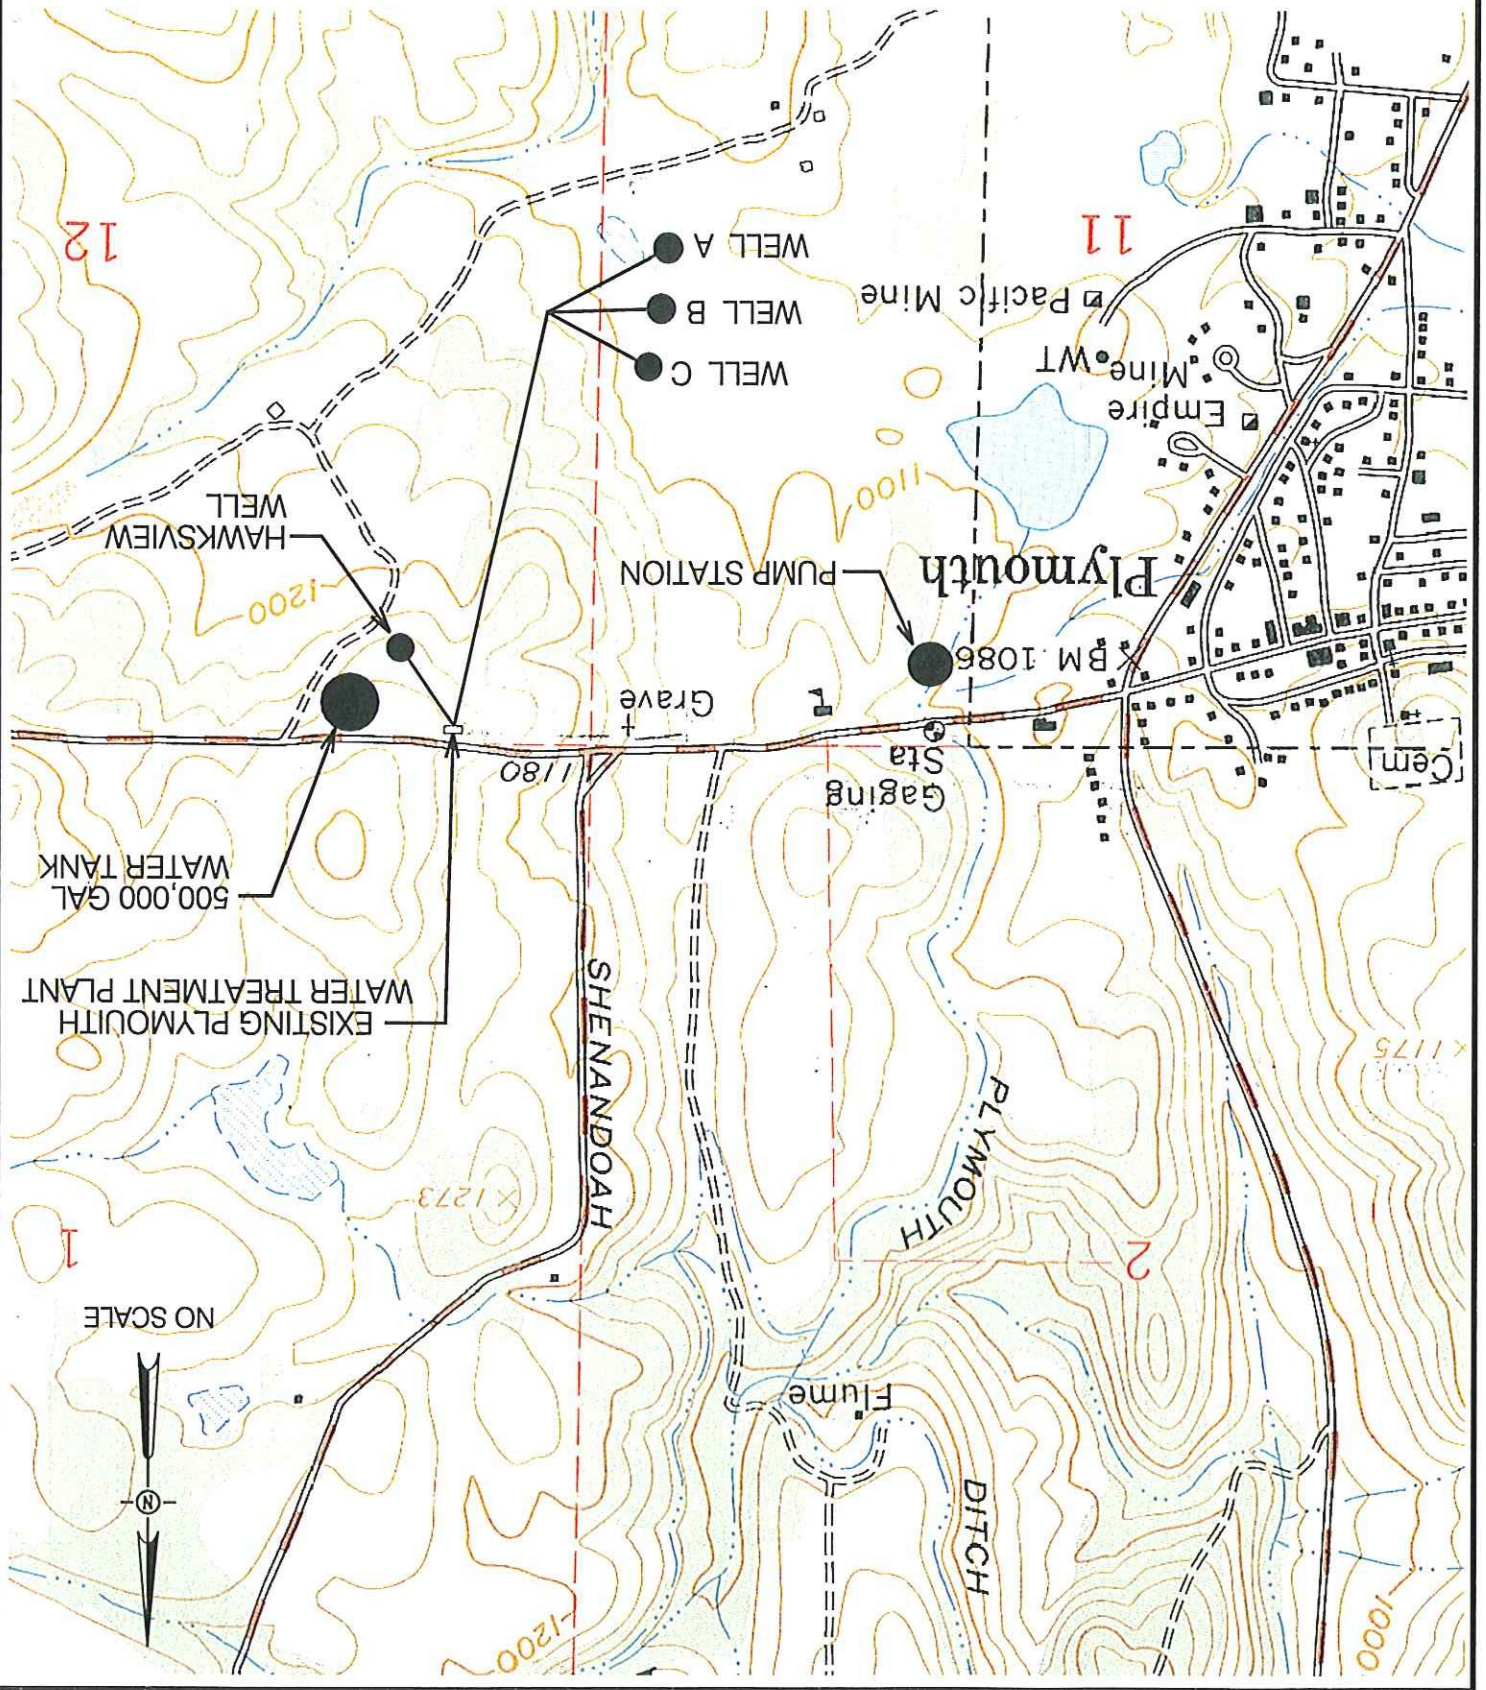 1000
1200
DITCH
N
Flume
NO SCALE
2
1
PLYMOUTH
×1273
SHENANDOAH
×1175
EXISTING PLYMOUITH
WATER TREATMENT PLANT
500,000 GAL
WATER TANK
Gaging
Sta
Cem
1180
Grave
BM 1086
Plymouth
PUMP STATION
1200
HAWKSVIEW
WELL
1100
Empire
Mine
WT
WELL C
WELL B
WELL A
Pacific Mine
11
12